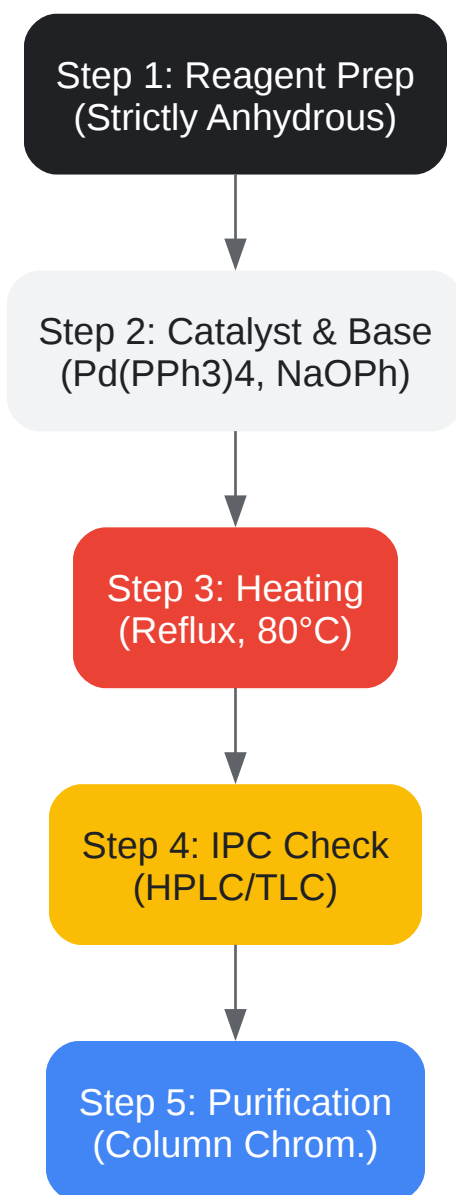 Step 1: Reagent Prep
(Strictly Anhydrous)
Step 2: Catalyst & Base
(Pd(PPh3)4, NaOPh)
Step 3: Heating
(Reflux, 80°C)
Step 4: IPC Check
(HPLC/TLC)
Step 5: Purification
(Column Chrom.)